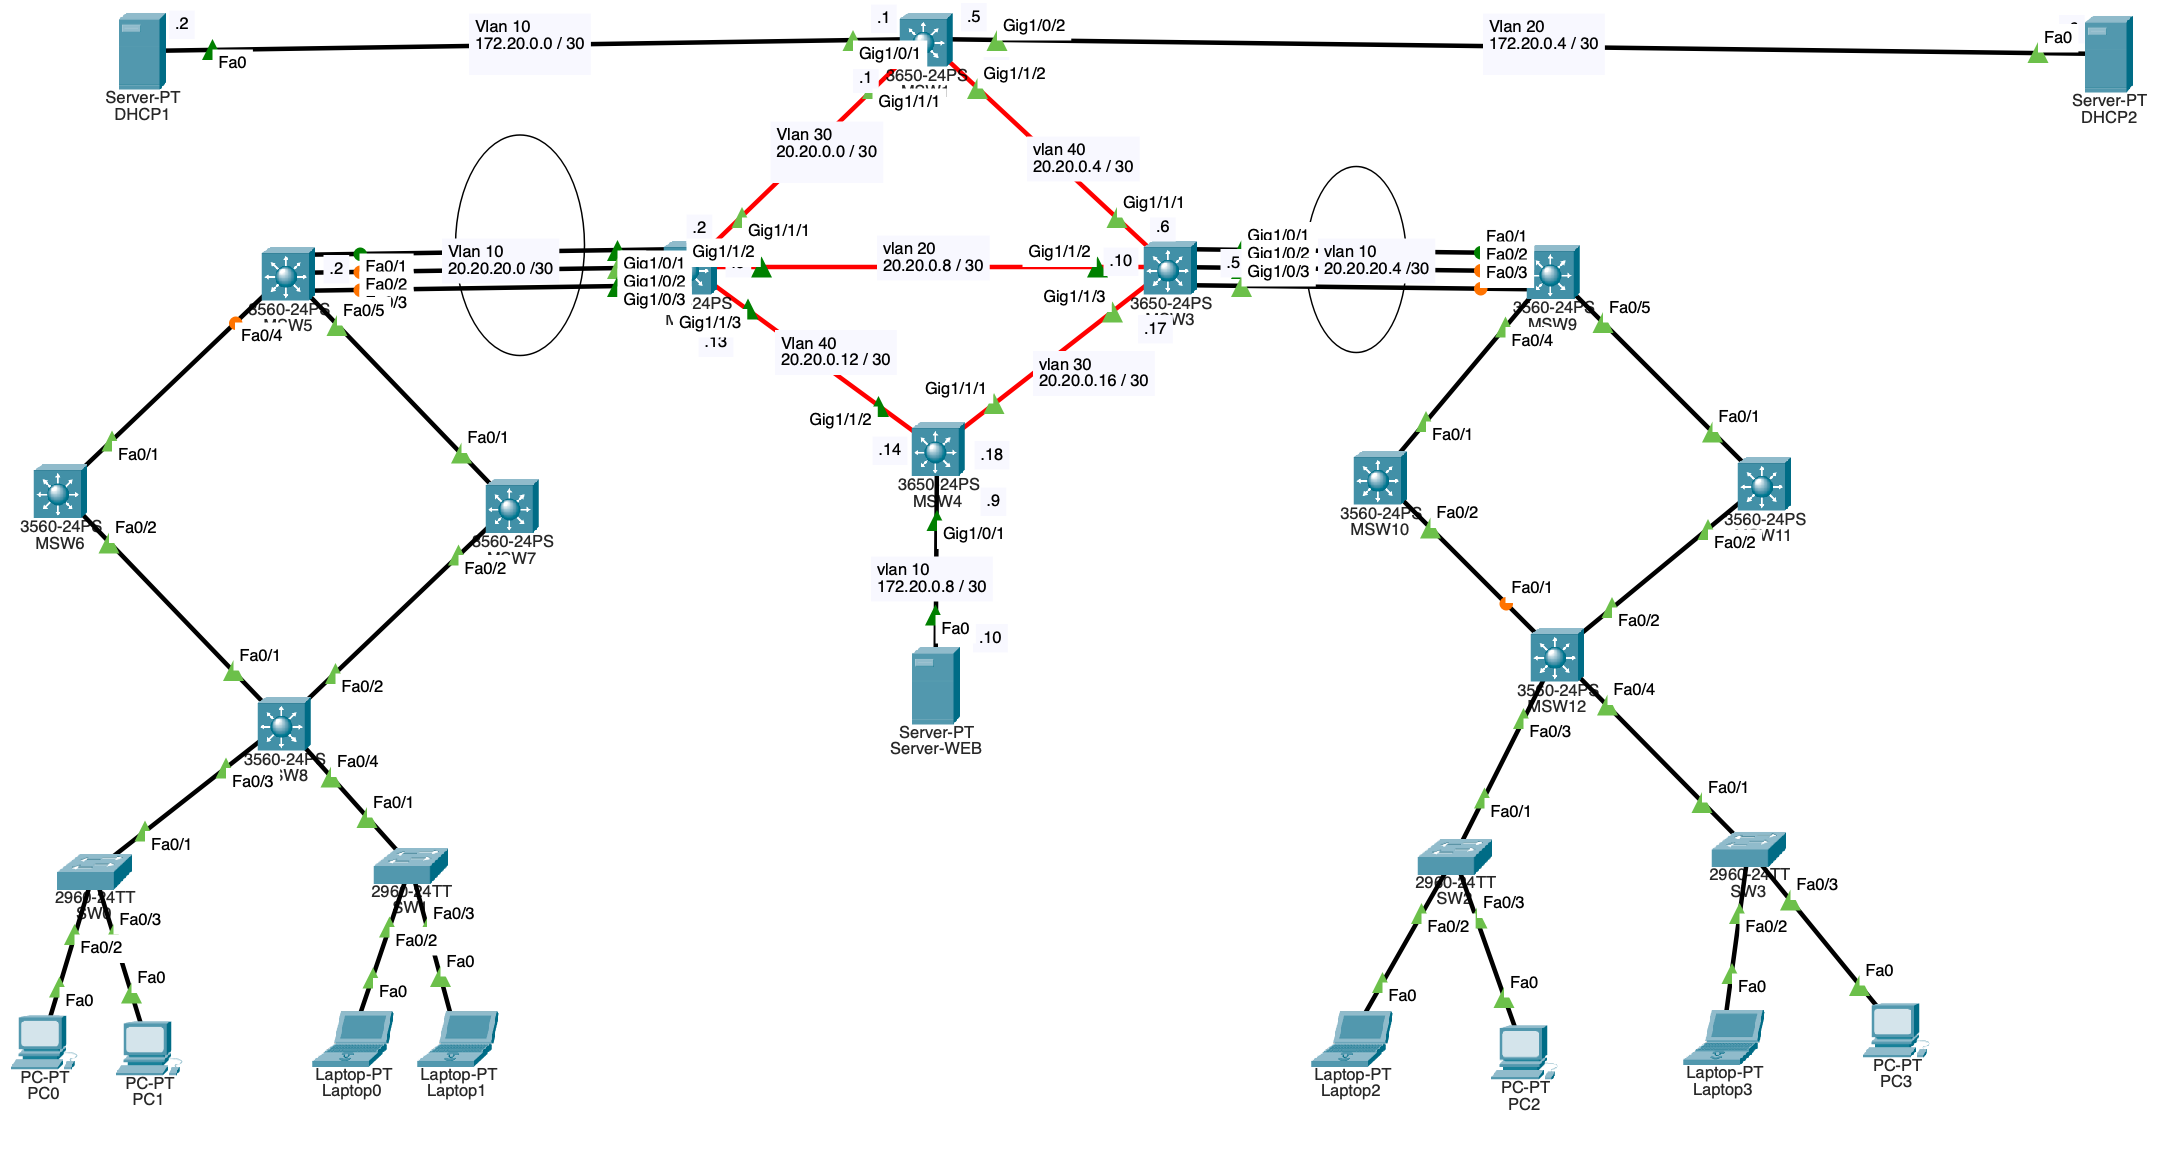 .2
Vlan 10
172.20.0.0 / 30
.1
.5
Gig1/0/2
Vlan 20
172.20.0.4 / 30
Fa0
Fa0
Gig1/0/1
3650-24PS
Gig1/1/2
.1
Gig1/1/1
Server-PT
DHCP1
Server-PT
DHCP2
Vlan 30
20.20.0.0 / 30
vlan 40
20.20.0.4 / 30
Gig1/1/1
.2
Gig1/1/1
.6
Vlan 10
20.20.20.0 /30
.2
Fa0/1
Fa0/2
Gig1/1/2
Gig1/0/1
Gig1/0/2
Gig1/0/3
vlan 20
20.20.0.8 / 30
Gig1/1/2
.10
.5
Gig1/0/1
Gig1/0/2
Gig1/0/3
vlan 10
20.20.20.4 /30
Fa0/1
Fa0/2
Fa0/3
3560-24PS
MSW5
Fa0/4
Fa0/5
24PS
Gig1/1/3
.13
Vlan 40
20.20.0.12 / 30
Gig1/1/3
3650-24PS
MSW3
.17
vlan 30
20.20.0.16 / 30
3560-24PS
MSW9
Fa0/4
Fa0/5
Gig1/1/1
Gig1/1/2
.14
.18
3650-24PS
MSW4
.9
Gig1/0/1
vlan 10
172.20.0.8 / 30
Fa0
.10
Server-PT
Server-WEB
Fa0/1
Fa0/1
3560-24PS
MSW6
Fa0/2
3560-24PS
MSW7
Fa0/2
Fa0/1
Fa0/2
3560-24PS
SW8
Fa0/3
Fa0/4
Fa0/1
Fa0/1
2960-24TT
SW0
Fa0/3
Fa0/2
Fa0
Fa0
PC-PT
PC0
PC-PT
PC1
2960-24TT
Fa0/3
Fa0/2
Fa0
Fa0
Laptop-PT
Laptop0
Laptop-PT
Laptop1
Fa0/1
Fa0/1
3560-24PS
MSW10
Fa0/2
3560-24PS
W11
Fa0/2
Fa0/1
Fa0/2
3560-24PS
MSW12
Fa0/3
Fa0/4
Fa0/1
Fa0/1
2960-24TT
SW2
Fa0/3
Fa0/2
Fa0
Fa0
Laptop-PT
Laptop2
PC-PT
PC2
2960-24TT
SW3
Fa0/3
Fa0/2
Fa0
Fa0
Laptop-PT
Laptop3
PC-PT
PC3